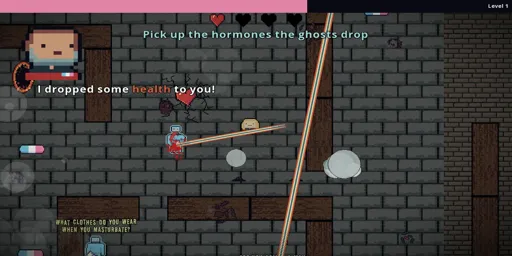 Level 1
Pick up the hormones the ghosts drop
I dropped some health to you!
WHAT CLOTHES DO YOU WEAR
WHEN YOU MASTURBATE?